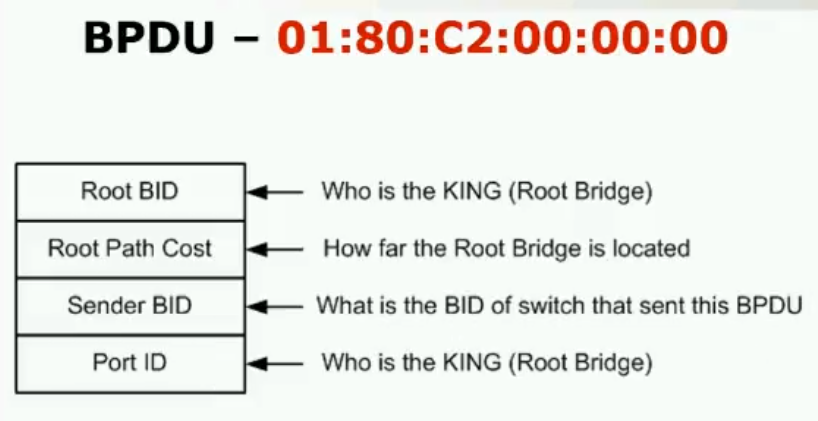 BPDU – 01:80:C2:00:00:00
Root BID Who is the KING (Root Bridge)
Root Path Cost How far the Root Bridge is located
Sender BID What is the BID of switch that sent this BPDU
Port ID Who is the KING (Root Bridge)